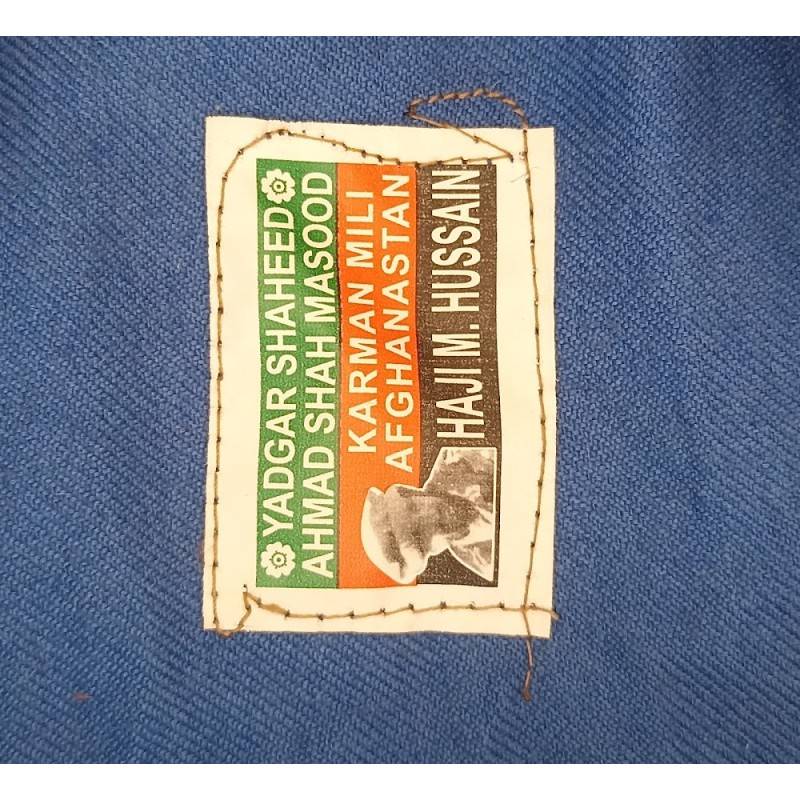 YADGAR SHAHEED
AHMAD SHAH MASOOD
KARMAN MILI
AFGHANASTAN
HAJI M. HUSSAIN